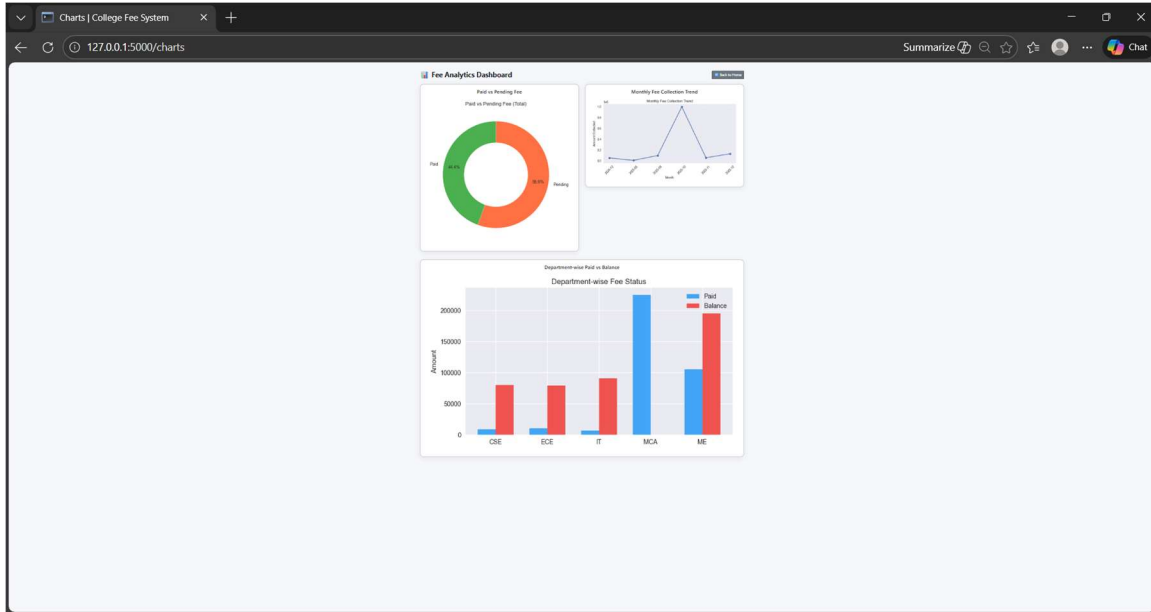 Charts | College Fee System
127.0.0.1:5000/charts
Summarize
Chat
Fee Analytics Dashboard
Back to Home
Paid vs Pending Fee
Paid vs Pending Fee (Total)
Paid
Pending
Monthly Fee Collection Trend
Monthly Fee Collection Trend
Amount Collected
Month
Department-wise Paid vs Balance
Department-wise Fee Status
Paid
Balance
Amount
200000
150000
100000
50000
0
CSE ECE IT MCA ME